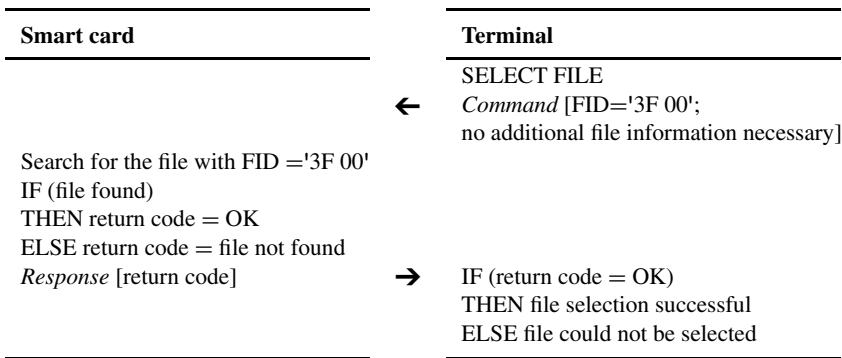 Smart card Terminal
SELECT FILE
← Command [FID='3F 00';
no additional file information necessary]
Search for the file with FID ='3F 00'
IF (file found)
THEN return code = OK
ELSE return code = file not found
Response [return code] → IF (return code = OK)
THEN file selection successful
ELSE file could not be selected